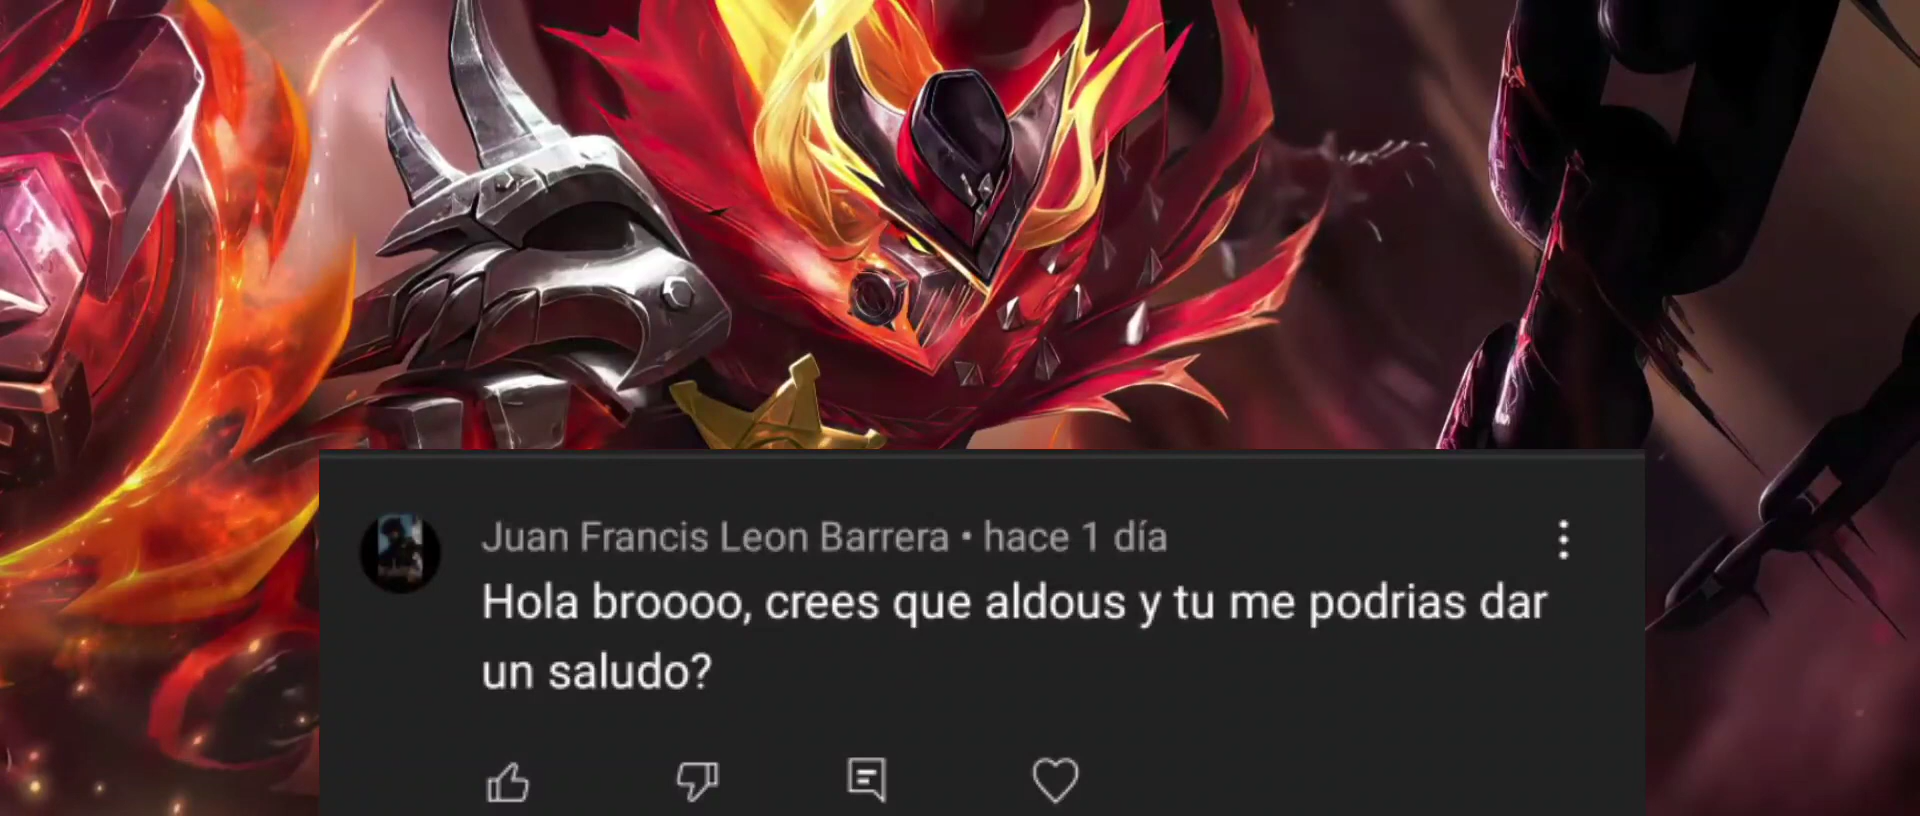 Juan Francis Leon Barrera • hace 1 día
Hola broooo, crees que aldous y tu me podrias dar
un saludo?